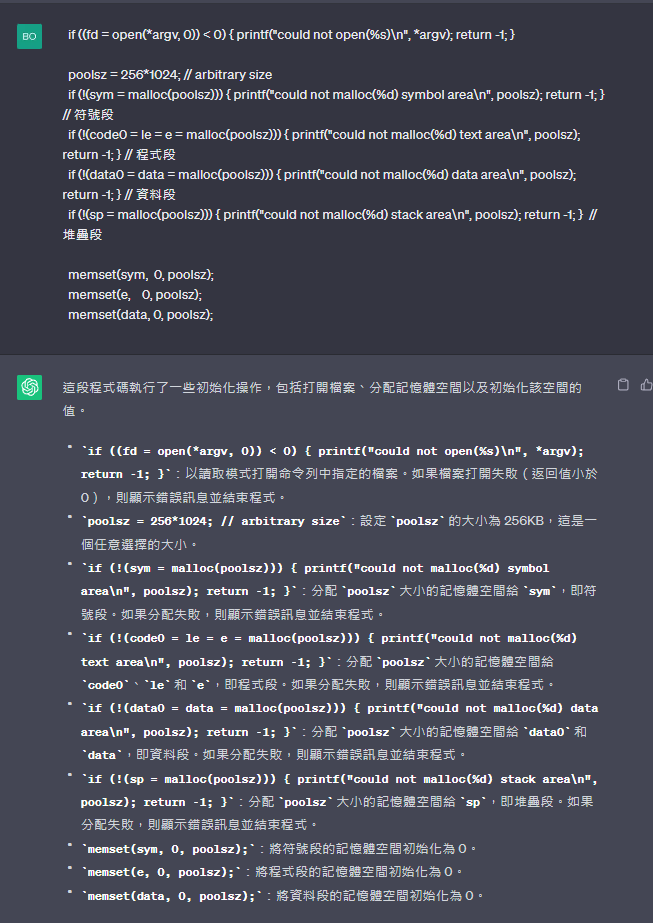 BO
if ((fd = open(*argv, 0)) < 0) { printf("could not open(%s)\n", *argv); return -1; }
poolsz = 256*1024; // arbitrary size
if (!(sym = malloc(poolsz))) { printf("could not malloc(%d) symbol area\n", poolsz); return -1; }
// 符號段
if (!(code0 = le = e = malloc(poolsz))) { printf("could not malloc(%d) text area\n", poolsz);
return -1; } // 程式段
if (!(data0 = data = malloc(poolsz))) { printf("could not malloc(%d) data area\n", poolsz);
return -1; } // 資料段
if (!(sp = malloc(poolsz))) { printf("could not malloc(%d) stack area\n", poolsz); return -1; } //
堆疊段
memset(sym, 0, poolsz);
memset(e, 0, poolsz);
memset(data, 0, poolsz);
這段程式碼執行了一些初始化操作，包括打開檔案、分配記憶體空間以及初始化該空間的
值。
• `if ((fd = open(*argv, 0)) < 0) { printf("could not open(%s)\n", *argv);
return -1; }`：以讀取模式打開命令列中指定的檔案。如果檔案打開失敗（返回值小於
0），則顯示錯誤訊息並結束程式。
• `poolsz = 256*1024; // arbitrary size`：設定 `poolsz` 的大小為 256KB，這是一
個任意選擇的大小。
• `if (!(sym = malloc(poolsz))) { printf("could not malloc(%d) symbol
area\n", poolsz); return -1; }`：分配 `poolsz` 大小的記憶體空間給 `sym`，即符
號段。如果分配失敗，則顯示錯誤訊息並結束程式。
• `if (!(code0 = le = e = malloc(poolsz))) { printf("could not malloc(%d)
text area\n", poolsz); return -1; }`：分配 `poolsz` 大小的記憶體空間給
`code0`、`le` 和 `e`，即程式段。如果分配失敗，則顯示錯誤訊息並結束程式。
• `if (!(data0 = data = malloc(poolsz))) { printf("could not malloc(%d) data
area\n", poolsz); return -1; }`：分配 `poolsz` 大小的記憶體空間給 `data0` 和
`data`，即資料段。如果分配失敗，則顯示錯誤訊息並結束程式。
• `if (!(sp = malloc(poolsz))) { printf("could not malloc(%d) stack area\n",
poolsz); return -1; }`：分配 `poolsz` 大小的記憶體空間給 `sp`，即堆疊段。如果
分配失敗，則顯示錯誤訊息並結束程式。
• `memset(sym, 0, poolsz);`：將符號段的記憶體空間初始化為 0。
• `memset(e, 0, poolsz);`：將程式段的記憶體空間初始化為 0。
• `memset(data, 0, poolsz);`：將資料段的記憶體空間初始化為 0。